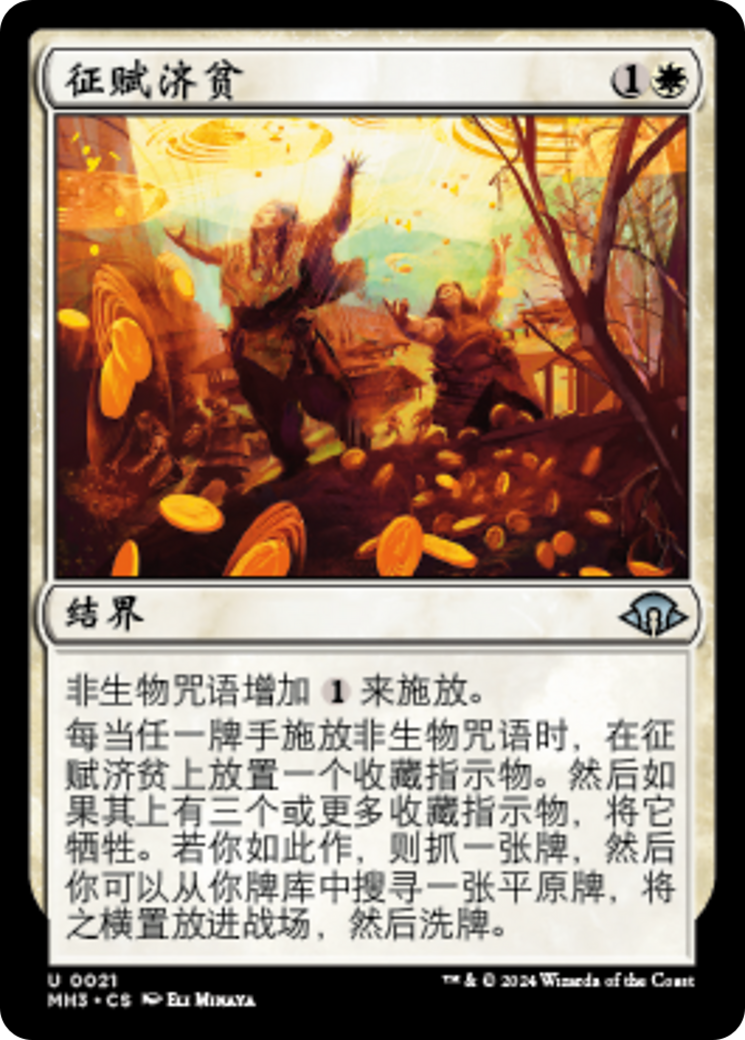 征赋济贫 1
结界
非生物咒语增加 1 来施放。
每当任一牌手施放非生物咒语时，在征
赋济贫上放置一个收藏指示物。然后如
果其上有三个或更多收藏指示物，将它
牺牲。若你如此作，则抓一张牌，然后
你可以从你牌库中搜寻一张平原牌，将
之横置放进战场，然后洗牌。
U 0021
MH3 • CS Eli Minaya
™ & © 2024 Wizards of the Coast